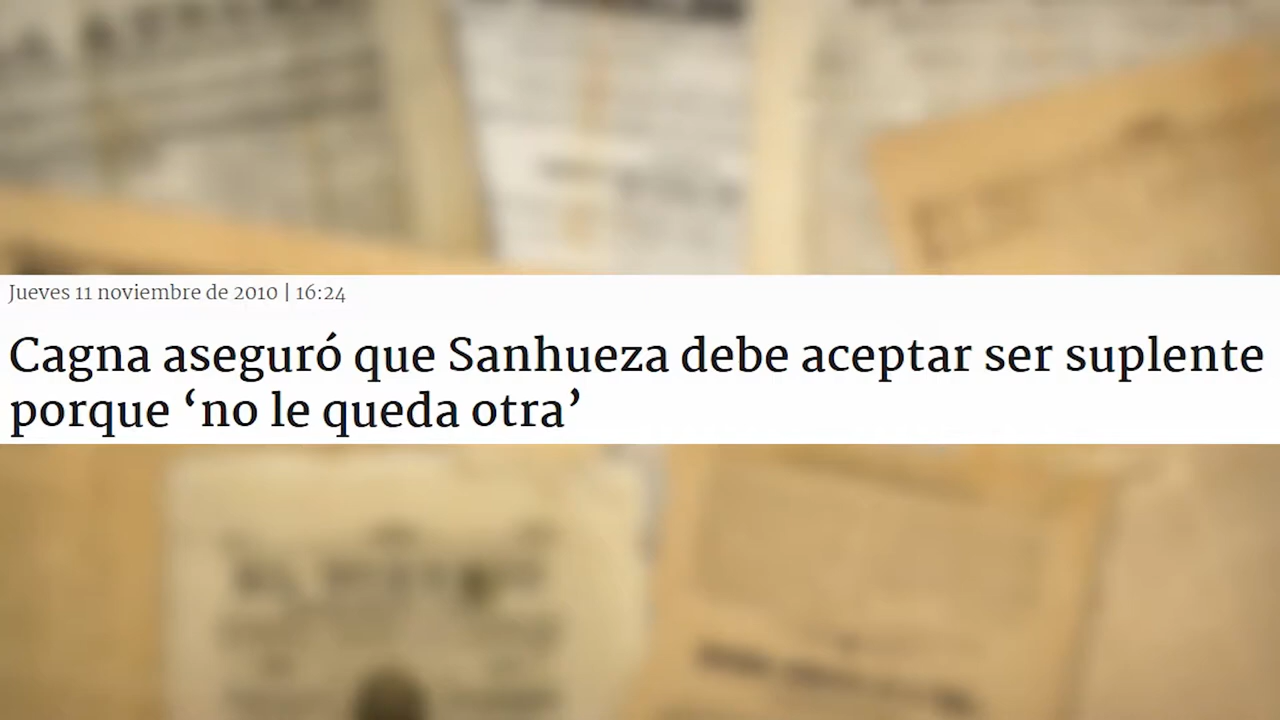 Jueves 11 noviembre de 2010 | 16:24
Cagna aseguró que Sanhueza debe aceptar ser suplente
porque ‘no le queda otra’